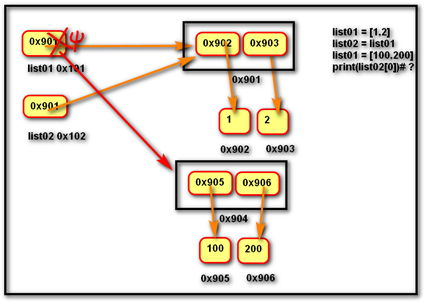 0x901
list01 0x101
0x901
list02 0x102
0x902 0x903
0x901
1 2
0x902 0x903
0x905 0x906
0x904
100 200
0x905 0x906
list01 = [1,2]
list02 = list01
list01 = [100,200]
print(list02[0])# ?